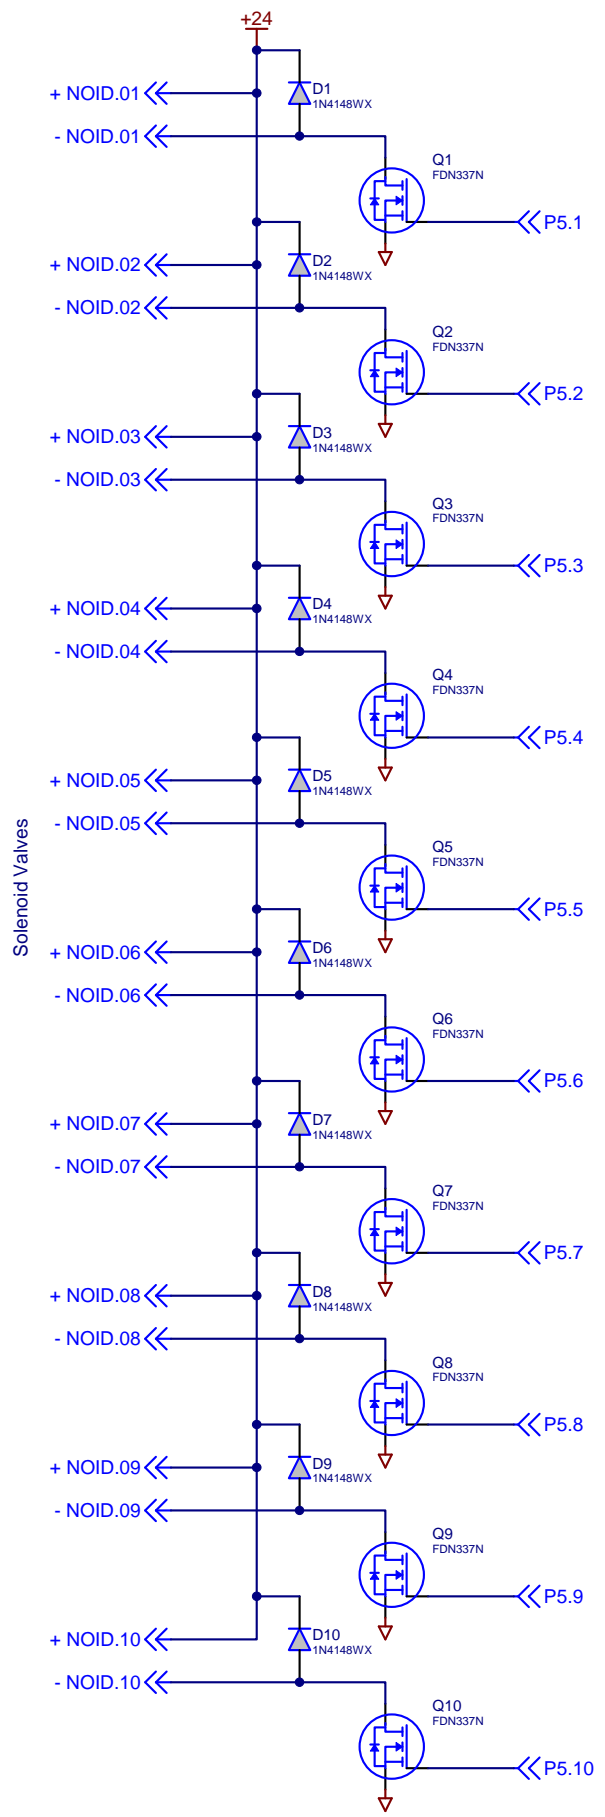 +24
D1
1N4148WX
+ NOID.01
- NOID.01
Q1
FDN337N
P5.1
D2
1N4148WX
+ NOID.02
- NOID.02
Q2
FDN337N
P5.2
D3
1N4148WX
+ NOID.03
- NOID.03
Q3
FDN337N
P5.3
D4
1N4148WX
+ NOID.04
- NOID.04
Q4
FDN337N
P5.4
D5
1N4148WX
+ NOID.05
- NOID.05
Solenoid Valves
Q5
FDN337N
P5.5
D6
1N4148WX
+ NOID.06
- NOID.06
Q6
FDN337N
P5.6
D7
1N4148WX
+ NOID.07
- NOID.07
Q7
FDN337N
P5.7
D8
1N4148WX
+ NOID.08
- NOID.08
Q8
FDN337N
P5.8
D9
1N4148WX
+ NOID.09
- NOID.09
Q9
FDN337N
P5.9
D10
1N4148WX
+ NOID.10
- NOID.10
Q10
FDN337N
P5.10